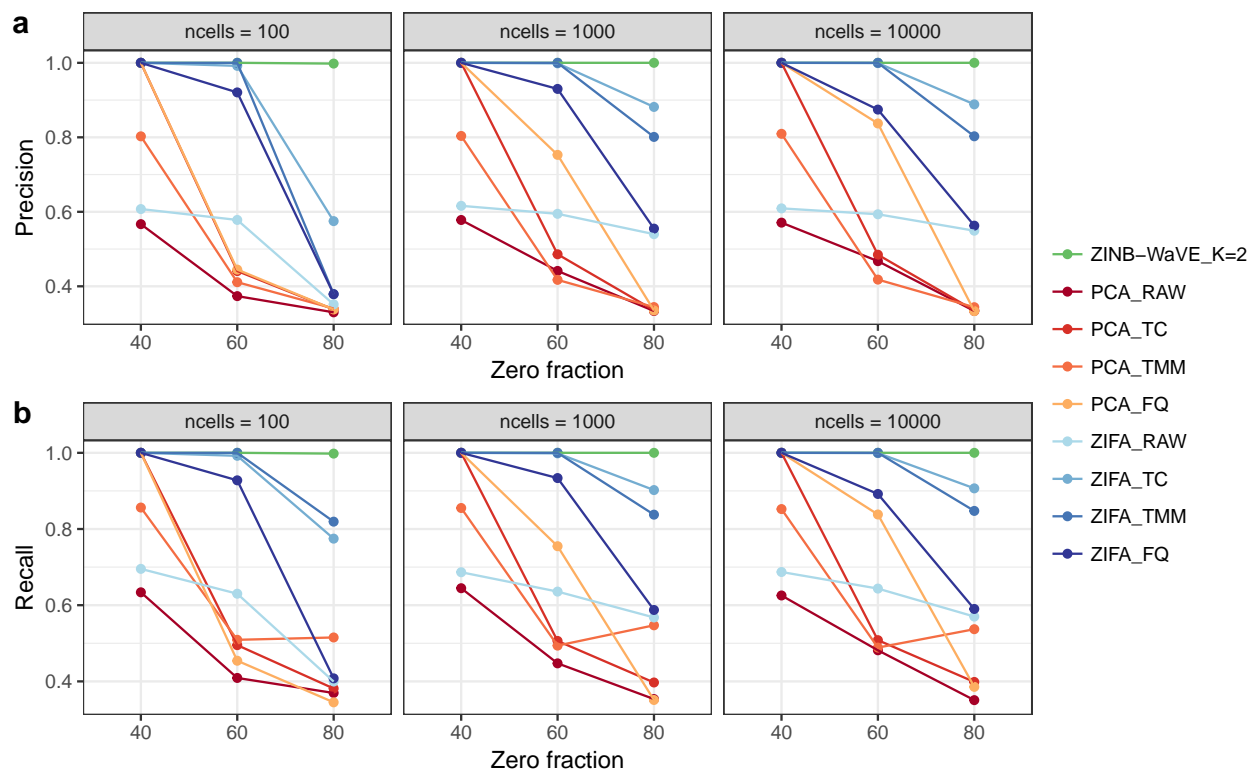 a
ncells = 100
ncells = 1000
ncells = 10000
Precision
1.0
0.8
0.6
0.4
40 60 80
40 60 80
40 60 80
Zero fraction
b
ncells = 100
ncells = 1000
ncells = 10000
Recall
1.0
0.8
0.6
0.4
40 60 80
40 60 80
40 60 80
Zero fraction
ZINB−WaVE_K=2
PCA_RAW
PCA_TC
PCA_TMM
PCA_FQ
ZIFA_RAW
ZIFA_TC
ZIFA_TMM
ZIFA_FQ